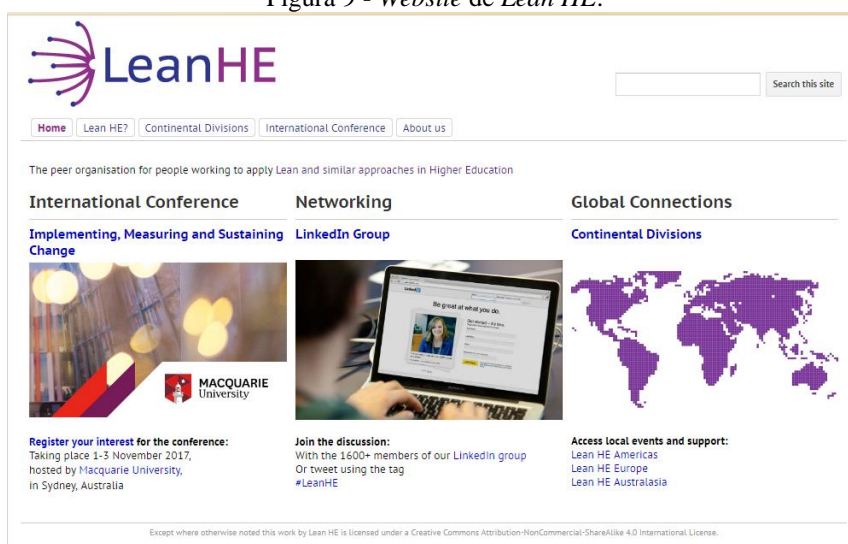 Figura 9 - Website de Lean HE.
LeanHE
Search this site
Home
Lean HE?
Continental Divisions
International Conference
About us
The peer organisation for people working to apply Lean and similar approaches in Higher Education
International Conference
Implementing, Measuring and Sustaining
Change
MACQUARIE
University
Register your interest for the conference:
Taking place 1-3 November 2017,
hosted by Macquarie University,
in Sydney, Australia
Networking
LinkedIn Group
Be great at what you do.
Join the discussion:
With the 1600+ members of our LinkedIn group
Or tweet using the tag
#LeanHE
Global Connections
Continental Divisions
Access local events and support:
Lean HE Americas
Lean HE Europe
Lean HE Australasia
Except where otherwise noted this work by Lean HE is licensed under a Creative Commons Attribution-NonCommercial-ShareAlike 4.0 International License.